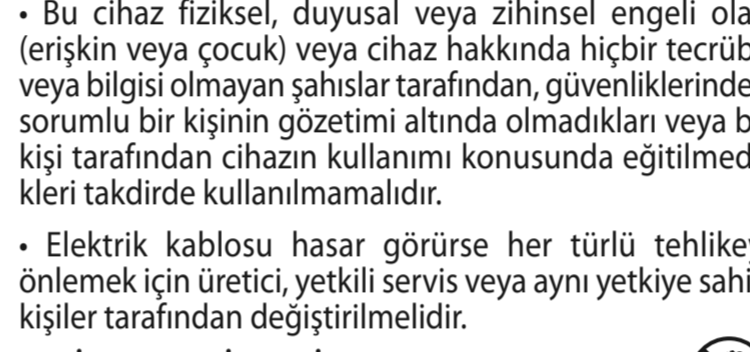 • Bu cihaz fiziksel, duyusal veya zihinsel engeli ola
(erişkin veya çocuk) veya cihaz hakkında hiçbir tecrüb
veya bilgisi olmayan şahıslar tarafından, güvenliklerinde
sorumlu bir kişinin gözetimi altında olmadıkları veya b
kişi tarafından cihazın kullanımı konusunda eğitilmed
kleri takdirde kullanılmamalıdır.
• Elektrik kablosu hasar görürse her türlü tehlikey
önlemek için üretici, yetkili servis veya aynı yetkiye sahi
kişiler tarafından değiştirilmelidir.